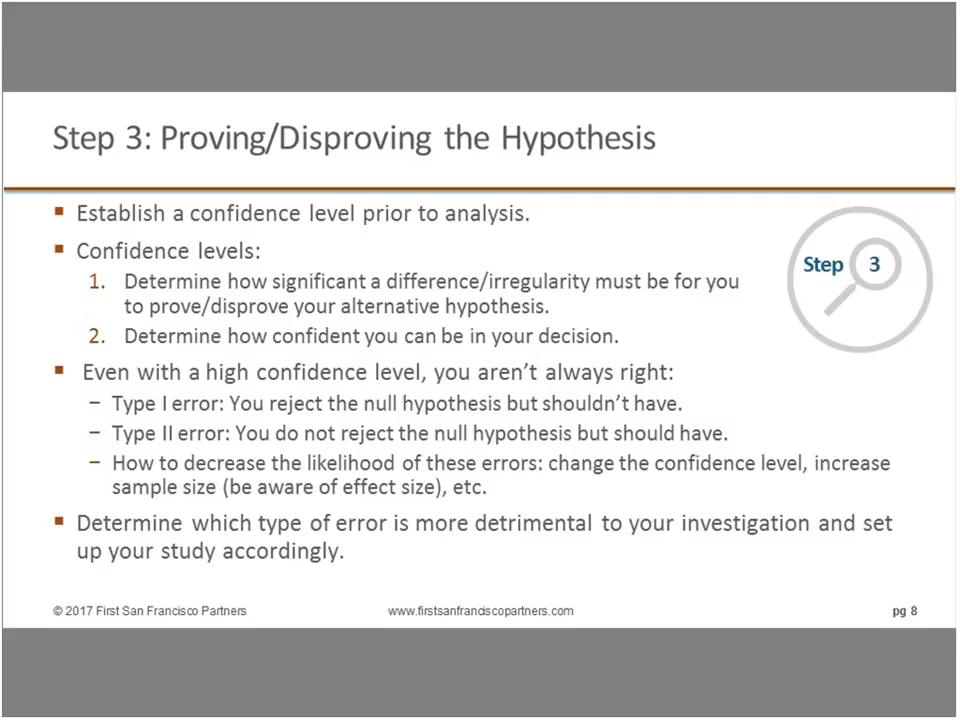 Step 3: Proving/Disproving the Hypothesis
▪ Establish a confidence level prior to analysis.
▪ Confidence levels:
1. Determine how significant a difference/irregularity must be for you
to prove/disprove your alternative hypothesis.
2. Determine how confident you can be in your decision.
▪ Even with a high confidence level, you aren’t always right:
− Type I error: You reject the null hypothesis but shouldn’t have.
− Type II error: You do not reject the null hypothesis but should have.
− How to decrease the likelihood of these errors: change the confidence level, increase
sample size (be aware of effect size), etc.
▪ Determine which type of error is more detrimental to your investigation and set
up your study accordingly.
Step 3
© 2017 First San Francisco Partners
www.firstsanfranciscopartners.com
pg 8